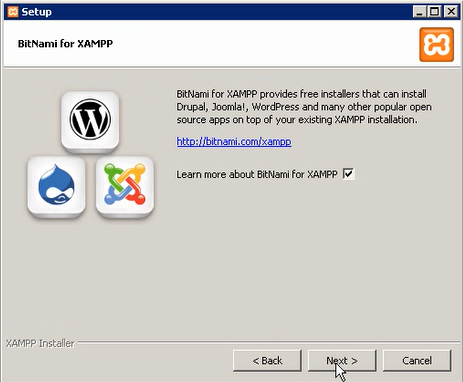 Setup
BitNami for XAMPP
BitNami for XAMPP provides free installers that can install
Drupal, Joomla!, WordPress and many other popular open
source apps on top of your existing XAMPP installation.
http://bitnami.com/xampp
Learn more about BitNami for XAMPP
XAMPP Installer
< Back
Next >
Cancel